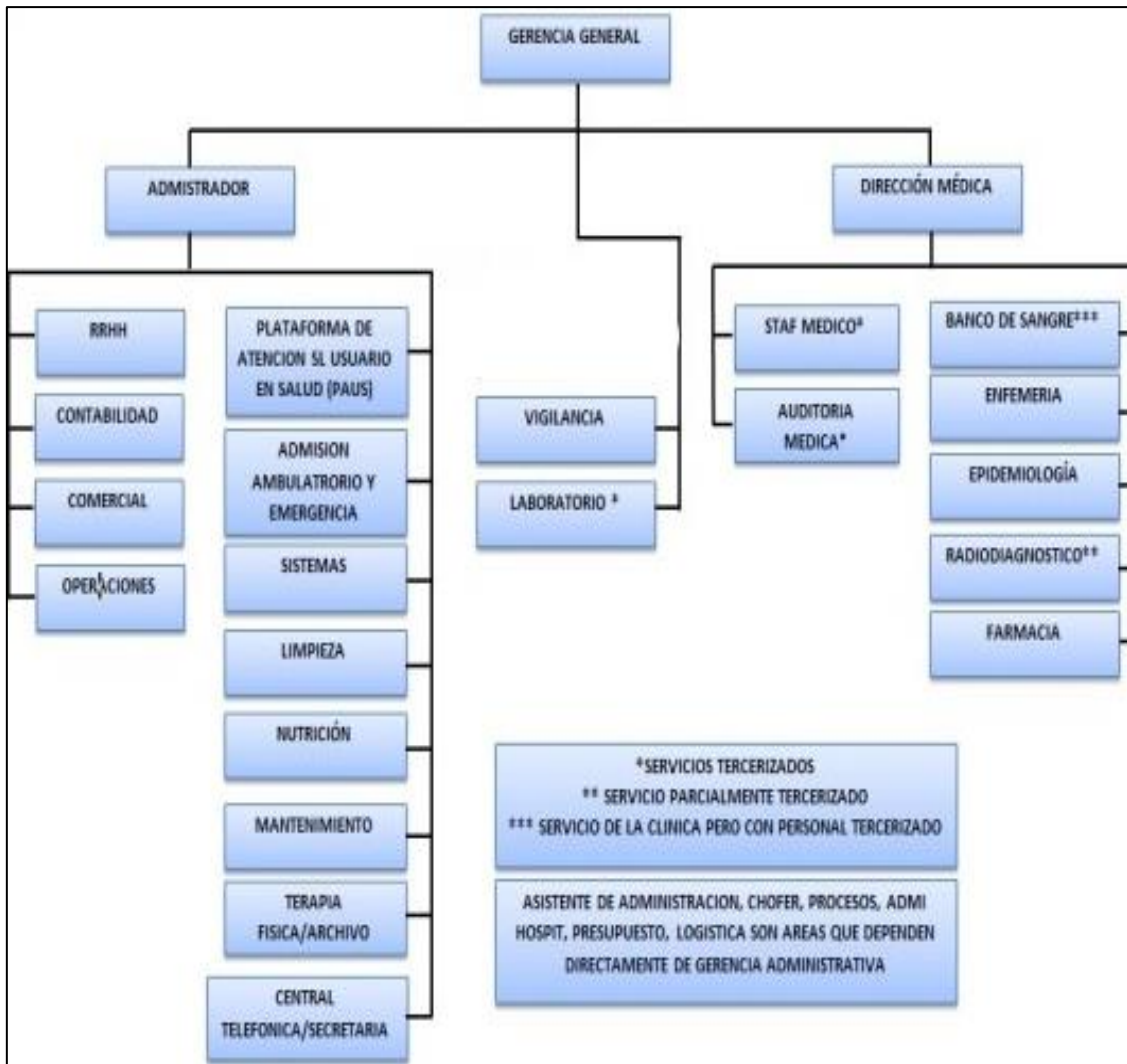 GERENCIA GENERAL
ADMISTRADOR
DIRECCIÓN MÉDICA
RRHH
CONTABILIDAD
COMERCIAL
OPERACIONES
PLATAFORMA DE
ATENCION SL USUARIO
EN SALUD (PAUS)
ADMISION
AMBULATRORIO Y
EMERGENCIA
SISTEMAS
LIMPIEZA
NUTRICIÓN
MANTENIMIENTO
TERAPIA
FISICA/ARCHIVO
CENTRAL
TELEFONICA/SECRETARIA
VIGILANCIA
LABORATORIO *
STAF MEDICO*
AUDITORIA
MEDICA*
BANCO DE SANGRE***
ENFEMERIA
EPIDEMIOLOGÍA
RADIODIAGNOSTICO**
FARMACIA
*SERVICIOS TERCERIZADOS
** SERVICIO PARCIALMENTE TERCERIZADO
*** SERVICIO DE LA CLINICA PERO CON PERSONAL TERCERIZADO
ASISTENTE DE ADMINISTRACION, CHOFER, PROCESOS, ADMI
HOSPIT, PRESUPUESTO, LOGISTICA SON AREAS QUE DEPENDEN
DIRECTAMENTE DE GERENCIA ADMINISTRATIVA